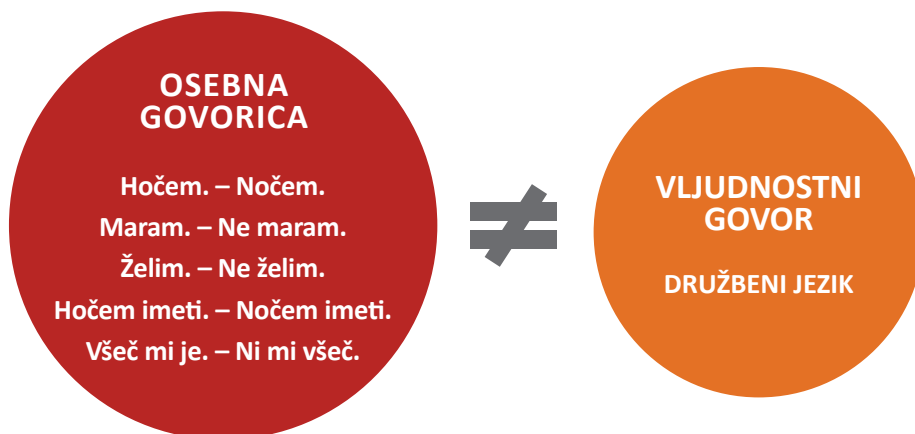 OSEBNA
GOVORICA
Hočem. – Nočem.
Maram. – Ne maram.
Želim. – Ne želim.
Hočem imeti. – Nočem imeti.
Všeč mi je. – Ni mi všeč.
≠
VLJUDNOSTNI
GOVOR
DRUŽBENI JEZIK